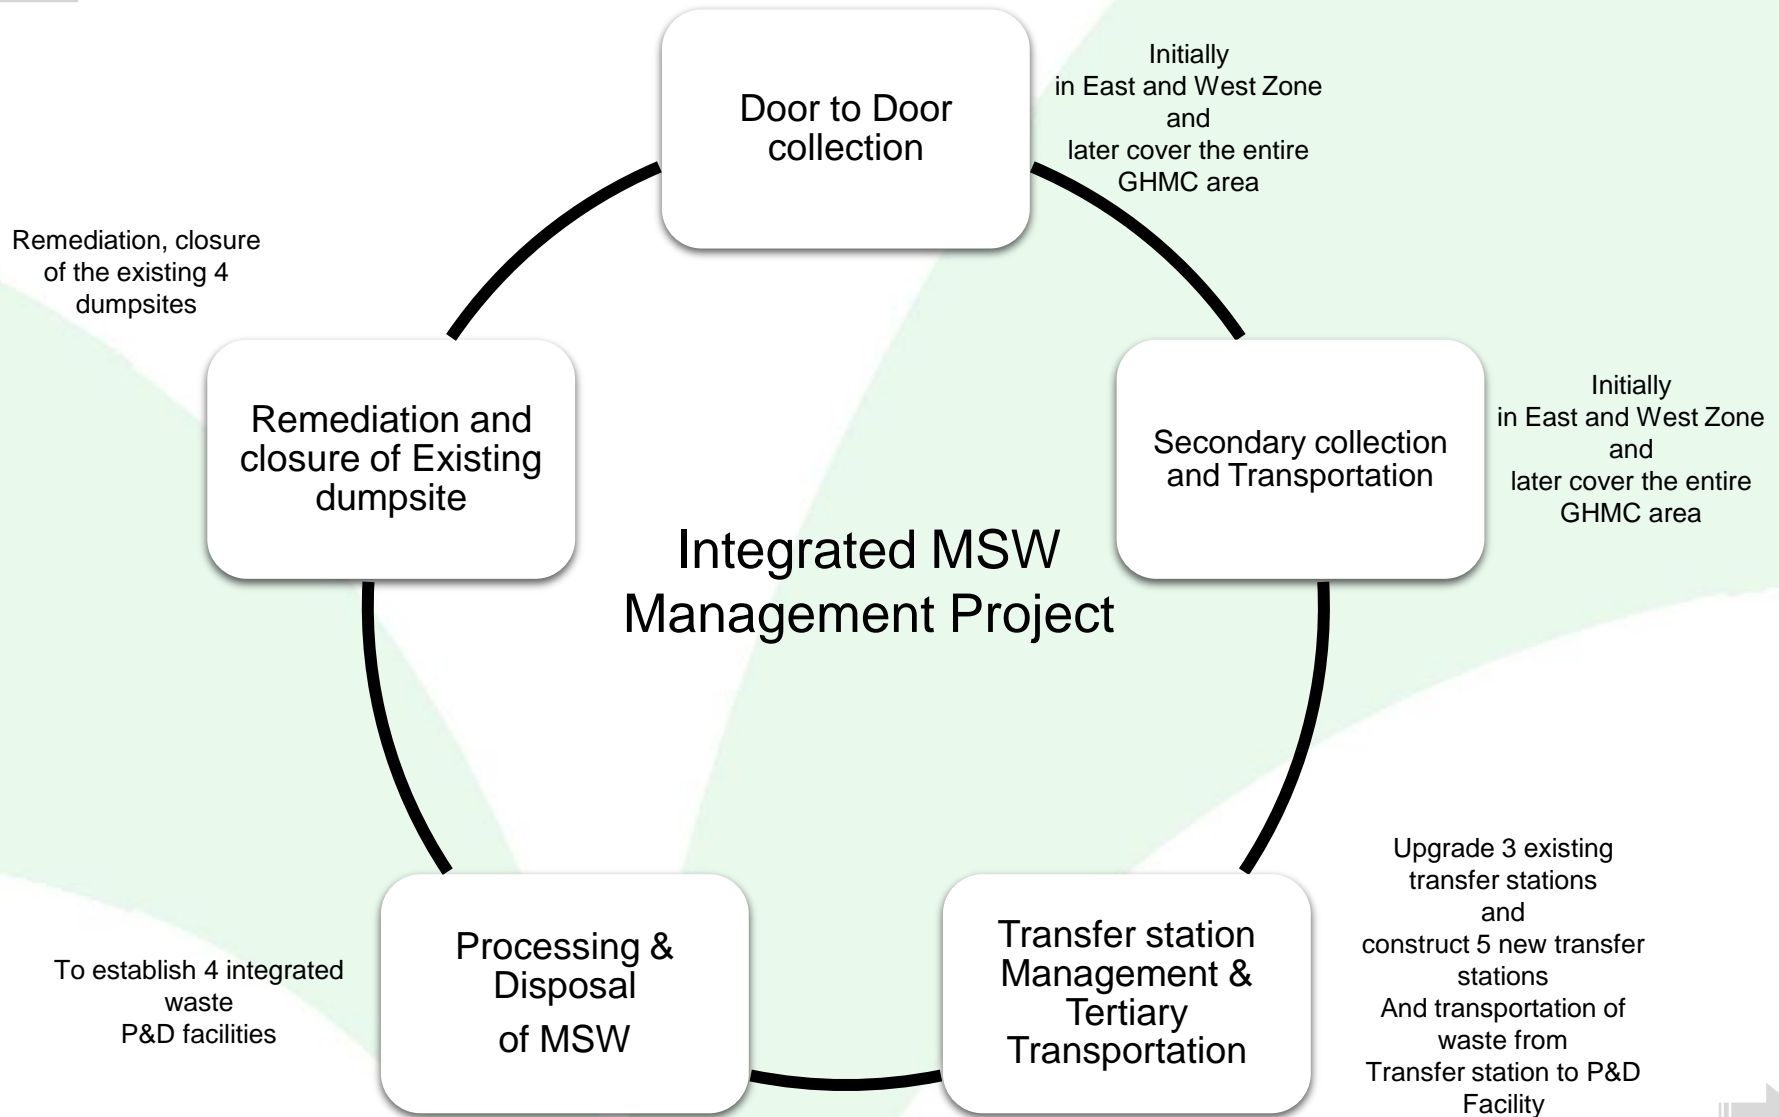 Door to Door
collection
Initially
in East and West Zone
and
later cover the entire
GHMC area
Secondary collection
and Transportation
Initially
in East and West Zone
and
later cover the entire
GHMC area
Transfer station
Management &
Tertiary
Transportation
Upgrade 3 existing
transfer stations
and
construct 5 new transfer
stations
And transportation of
waste from
Transfer station to P&D
Facility
Processing &
Disposal
of MSW
To establish 4 integrated
waste
P&D facilities
Remediation and
closure of Existing
dumpsite
Remediation, closure
of the existing 4
dumpsites
Integrated MSW
Management Project